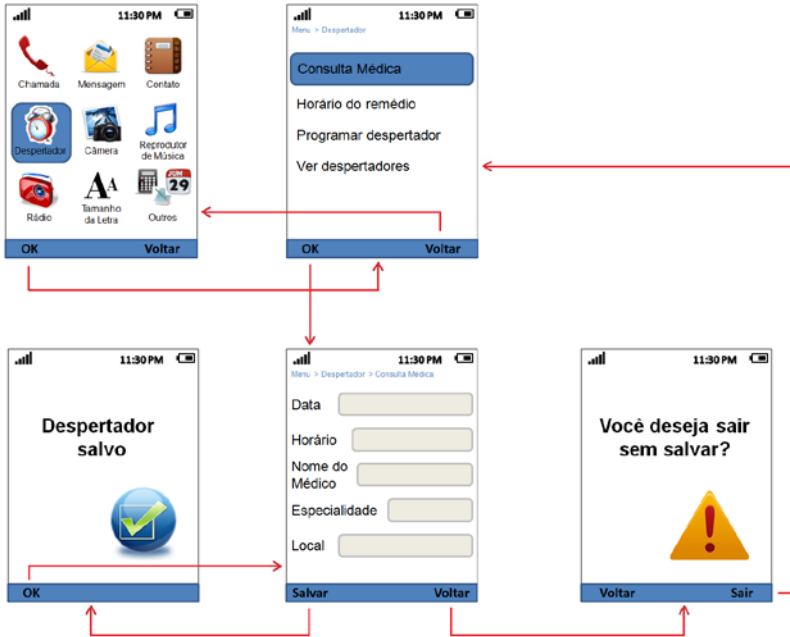 11:30 PM
Chamada
Mensagem
Contato
Despertador
Câmera
Reprodutor
de Música
JUN
29
Rádio
AA
Tamanho
da Letra
Outros
OK Voltar
11:30 PM
Menu > Despertador
Consulta Médica
Horário do remédio
Programar despertador
Ver despertadores
OK Voltar
11:30 PM
Despertador
salvo
OK
11:30 PM
Menu > Despertador > Consulta Médica
Data
Horário
Nome do
Médico
Especialidade
Local
Salvar Voltar
11:30 PM
Você deseja sair
sem salvar?
Voltar Sair